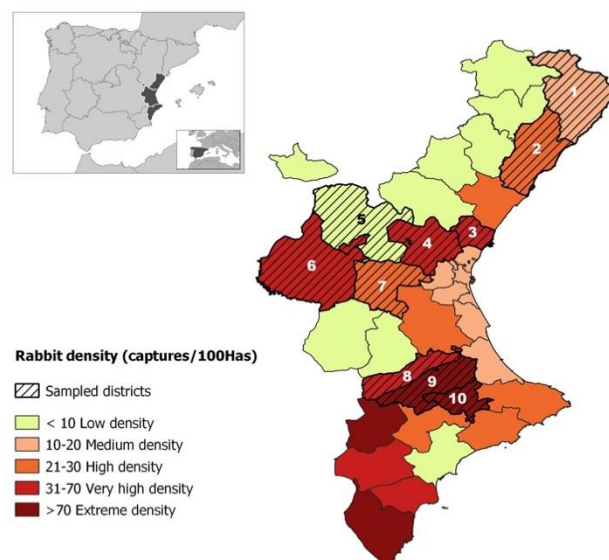 1
2
3
4
5
6
7
8
9
10
Rabbit density (captures/100Has)
Sampled districts
< 10 Low density
10-20 Medium density
21-30 High density
31-70 Very high density
>70 Extreme density